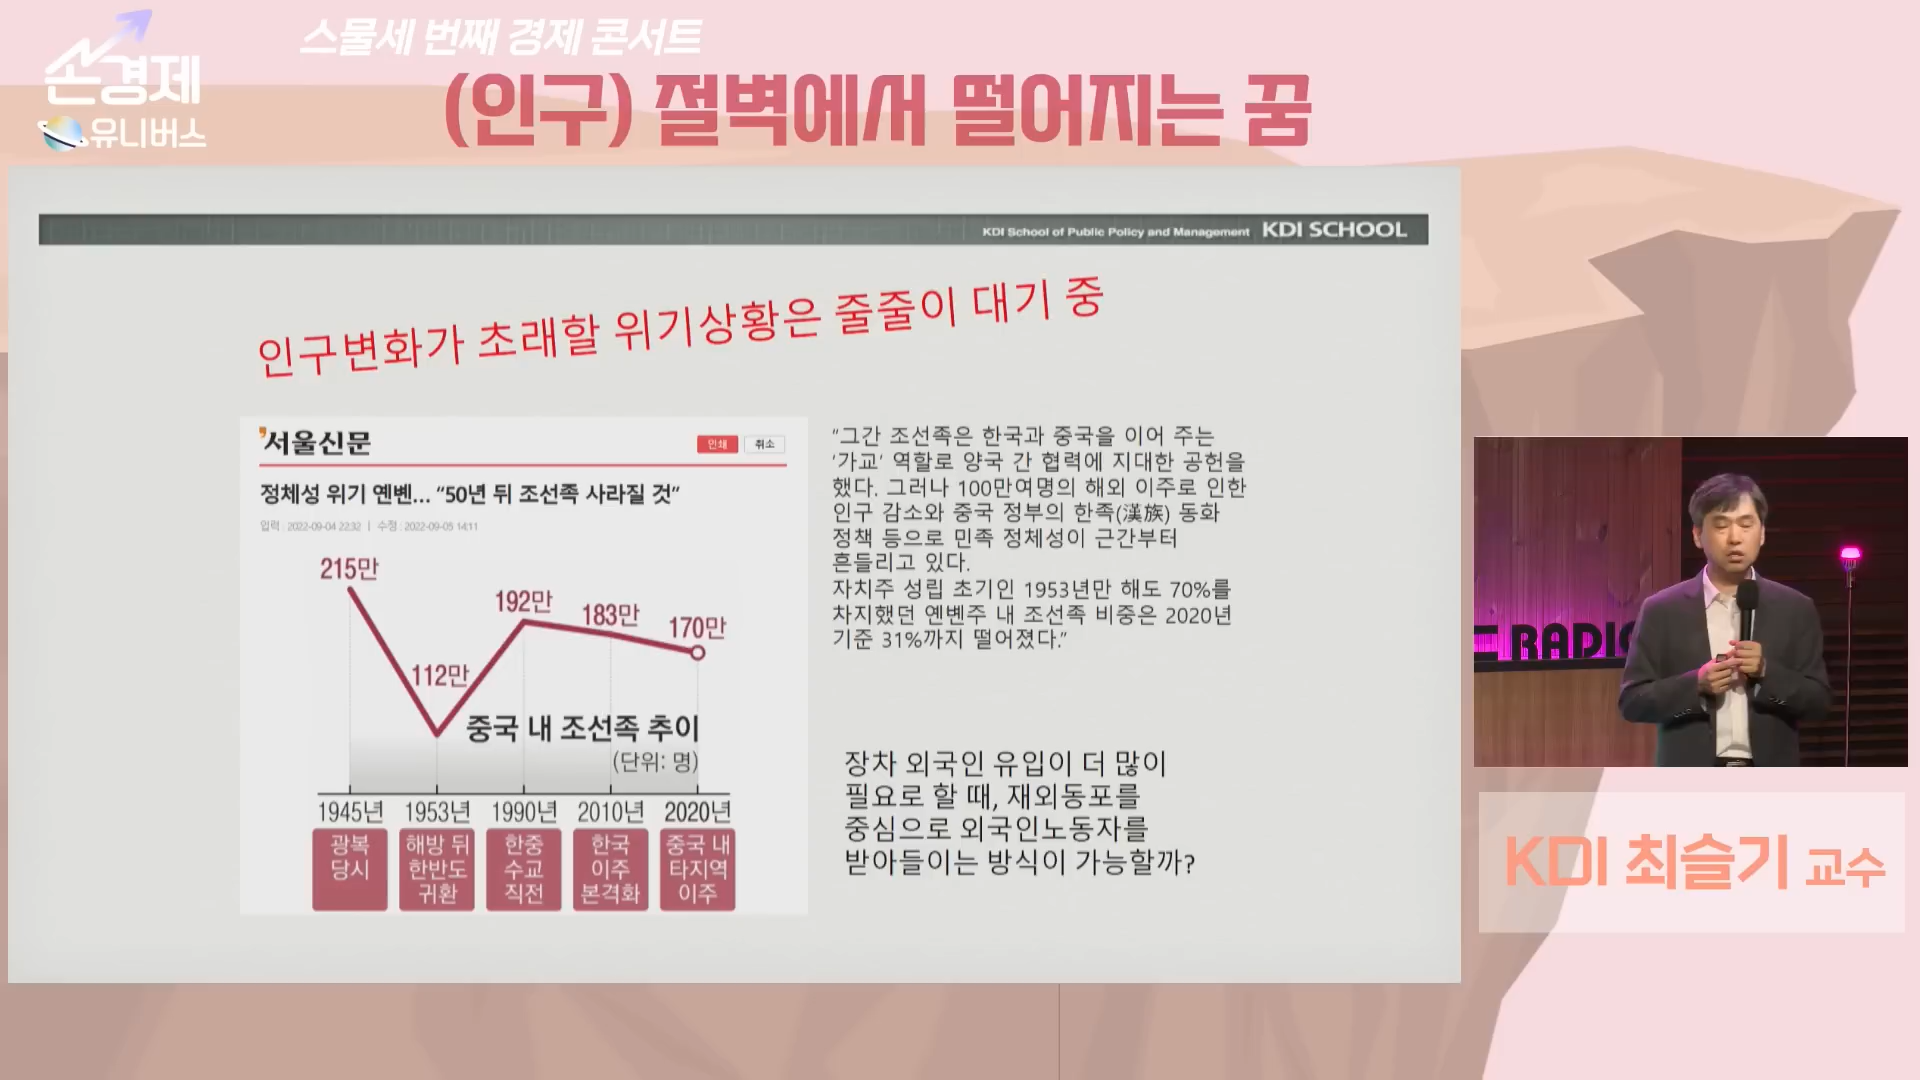 손경제
유니버스
스물세 번째 경제 콘서트
(인구) 절벽에서 떨어지는 꿈
KDI School of Public Policy and Management KDI SCHOOL
인구변화가 초래할 위기상황은 줄줄이 대기 중
서울신문
인쇄 취소
정체성 위기 옌볜... “50년 뒤 조선족 사라질 것”
입력 : 2022-09-04 22:32 | 수정 : 2022-09-05 14:11
215만
112만
192만
183만
170만
중국 내 조선족 추이
(단위: 명)
1945년 1953년 1990년 2010년 2020년
광복
당시
해방 뒤
한반도
귀환
한중
수교
직전
한국
이주
본격화
중국 내
타지역
이주
“그간 조선족은 한국과 중국을 이어 주는
‘가교’ 역할로 양국 간 협력에 지대한 공헌을
했다. 그러나 100만여명의 해외 이주로 인한
인구 감소와 중국 정부의 한족(漢族) 동화
정책 등으로 민족 정체성이 근간부터
흔들리고 있다.
자치주 성립 초기인 1953년만 해도 70%를
차지했던 옌볜주 내 조선족 비중은 2020년
기준 31%까지 떨어졌다.”
장차 외국인 유입이 더 많이
필요로 할 때, 재외동포를
중심으로 외국인노동자를
받아들이는 방식이 가능할까?
RADIO
KDI 최슬기 교수